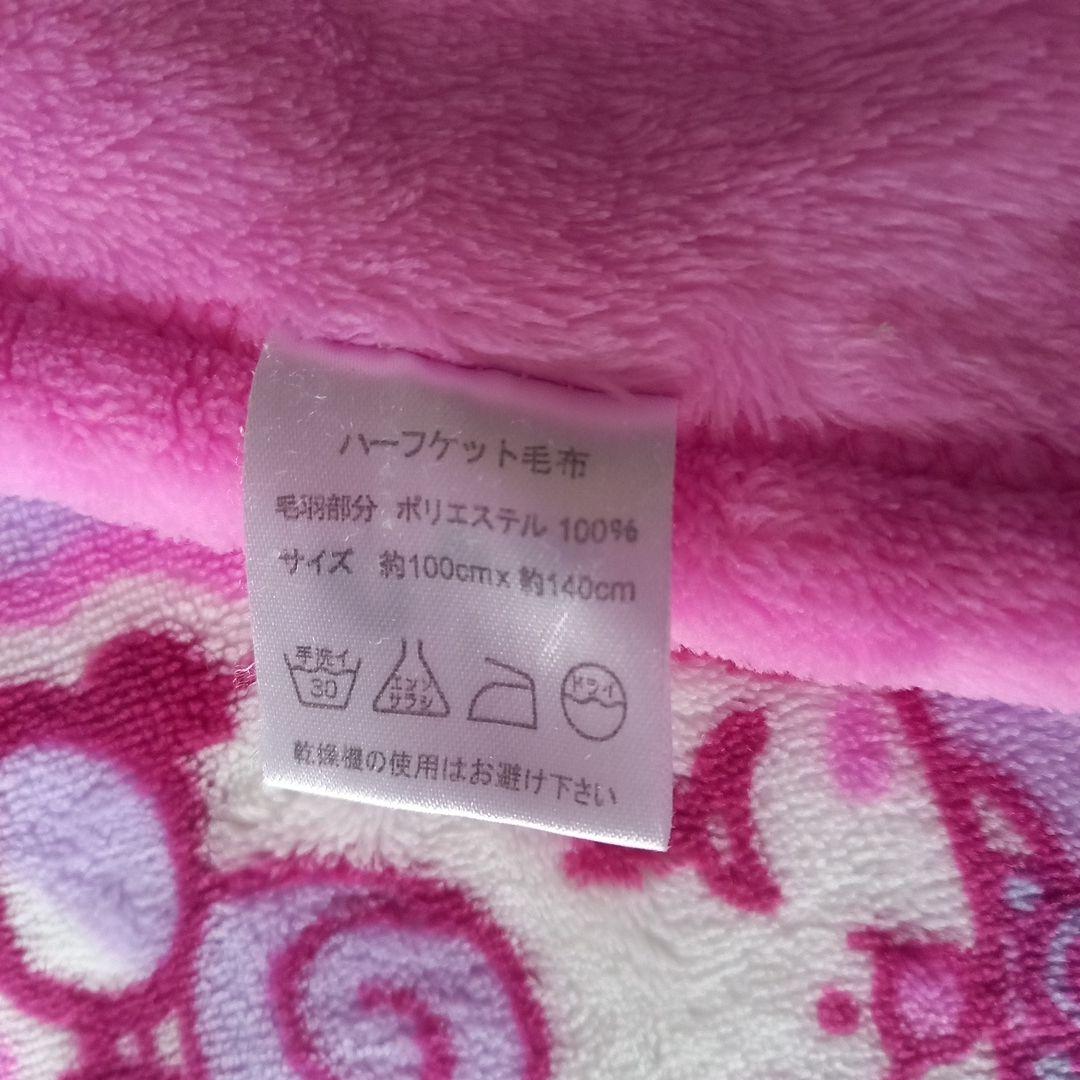 ハーフケット毛布
毛羽部分 ポリエステル 100%
サイズ 約100cm×約140cm
手洗イ 30 エンソ サラシ ドライ
乾燥機の使用はお避け下さい